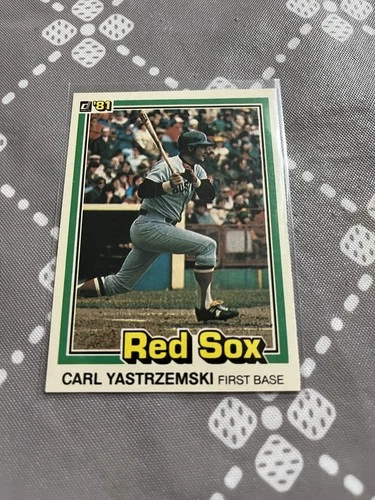 '81
Red Sox
CARL YASTRZEMSKI FIRST BASE